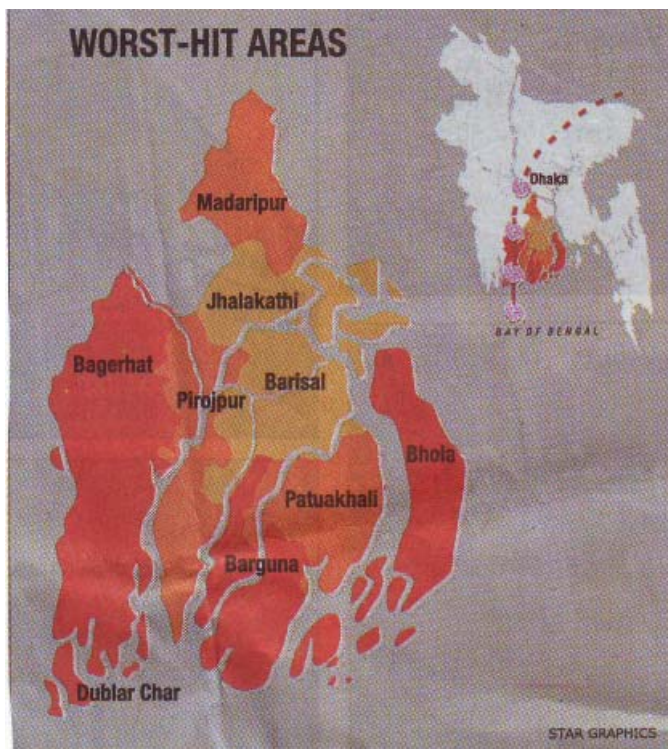 WORST-HIT AREAS
Dhaka
Madaripur
Jhalakathi
BAY OF BENGAL
Bagerhat
Barisal
Pirojpur
Bhola
Patuakhali
Barguna
Dublar Char
STAR GRAPHICS